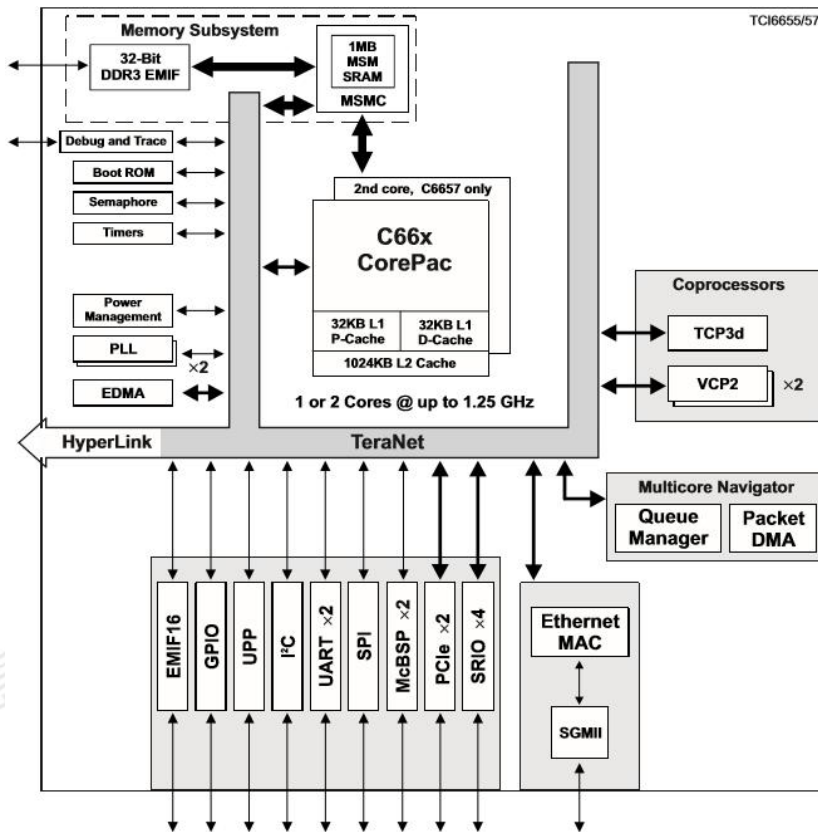 TCI6655/57
Memory Subsystem
32-Bit
DDR3 EMIF
1MB
MSM
SRAM
MSMC
Debug and Trace
Boot ROM
Semaphore
Timers
Power
Management
PLL
×2
EDMA
2nd core, C6657 only
C66x
CorePac
32KB L1
P-Cache
32KB L1
D-Cache
1024KB L2 Cache
1 or 2 Cores @ up to 1.25 GHz
Coprocessors
TCP3d
VCP2
×2
HyperLink
TeraNet
Multicore Navigator
Queue
Manager
Packet
DMA
EMIF16
GPIO
UPP
I²C
UART ×2
SPI
McBSP ×2
PCIe ×2
SRIO ×4
Ethernet
MAC
SGMII